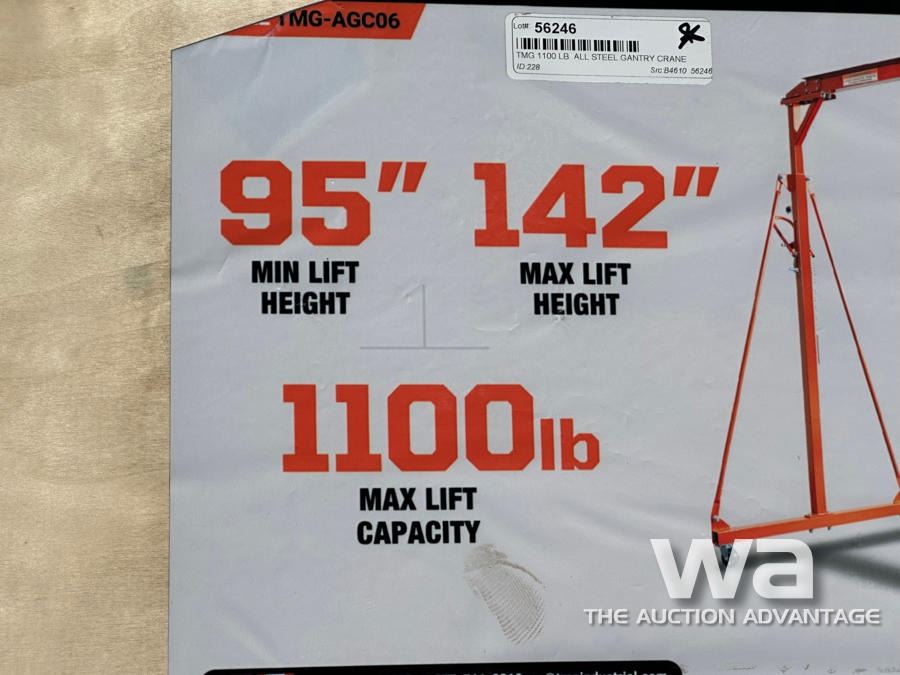 TMG-AGC06
Lot#: 56246
TMG 1100 LB ALL STEEL GANTRY CRANE
ID:228 Src:B4610 56246
95" 142"
MIN LIFT HEIGHT
MAX LIFT HEIGHT
1100lb
MAX LIFT
CAPACITY
wa
THE AUCTION ADVANTAGE